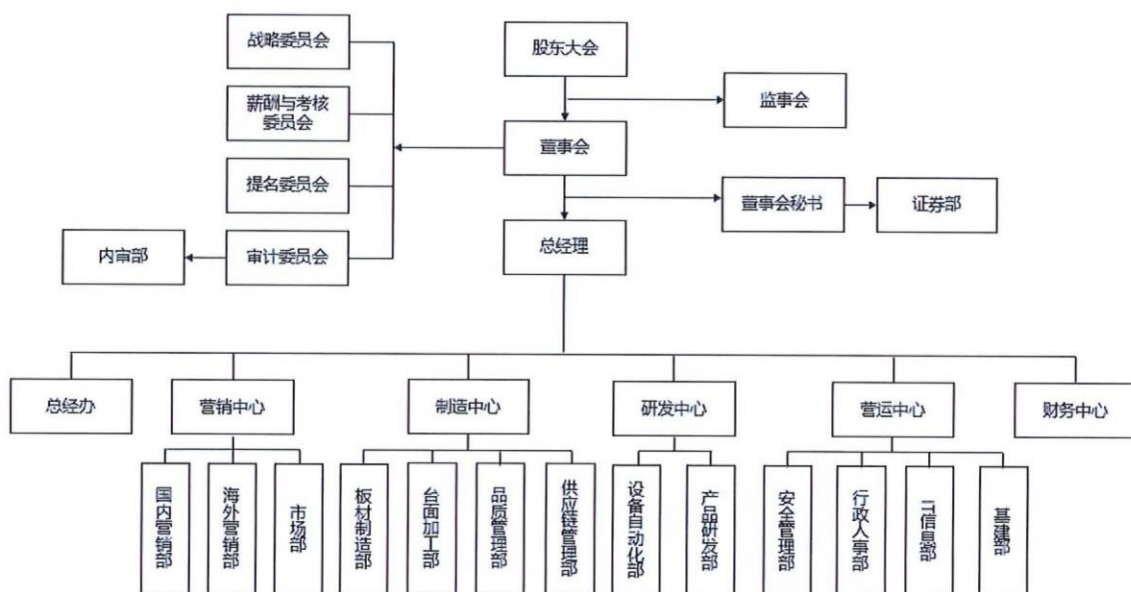 战略委员会
股东大会
薪酬与考核
委员会
监事会
董事会
提名委员会
董事会秘书
证券部
内审部
审计委员会
总经理
总经办
营销中心
制造中心
研发中心
营运中心
财务中心
国内营销部
海外营销部
市场部
板材制造部
台面加工部
品质管理部
供应链管理部
设备自动化部
产品研发部
安全管理部
行政人事部
IT信息部
基建部